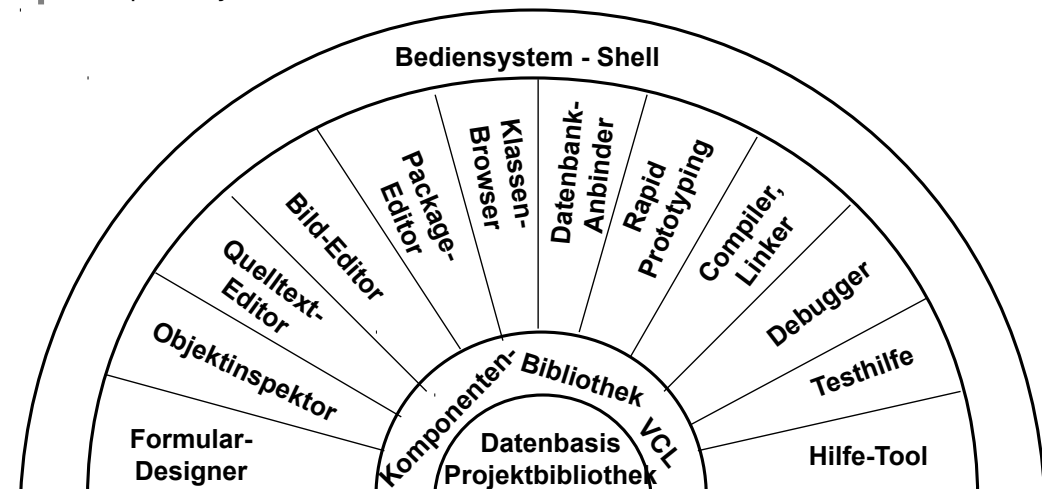 Bediensystem - Shell
Formular-
Designer
Objektinspektor
Quelltext-
Editor
Bild-Editor
Package-
Editor
Klassen-
Browser
Datenbank-
Anbinder
Rapid
Prototyping
Compiler,
Linker
Debugger
Testhilfe
Hilfe-Tool
Komponenten-
Bibliothek
VCL
Datenbasis
Projektbibliothek